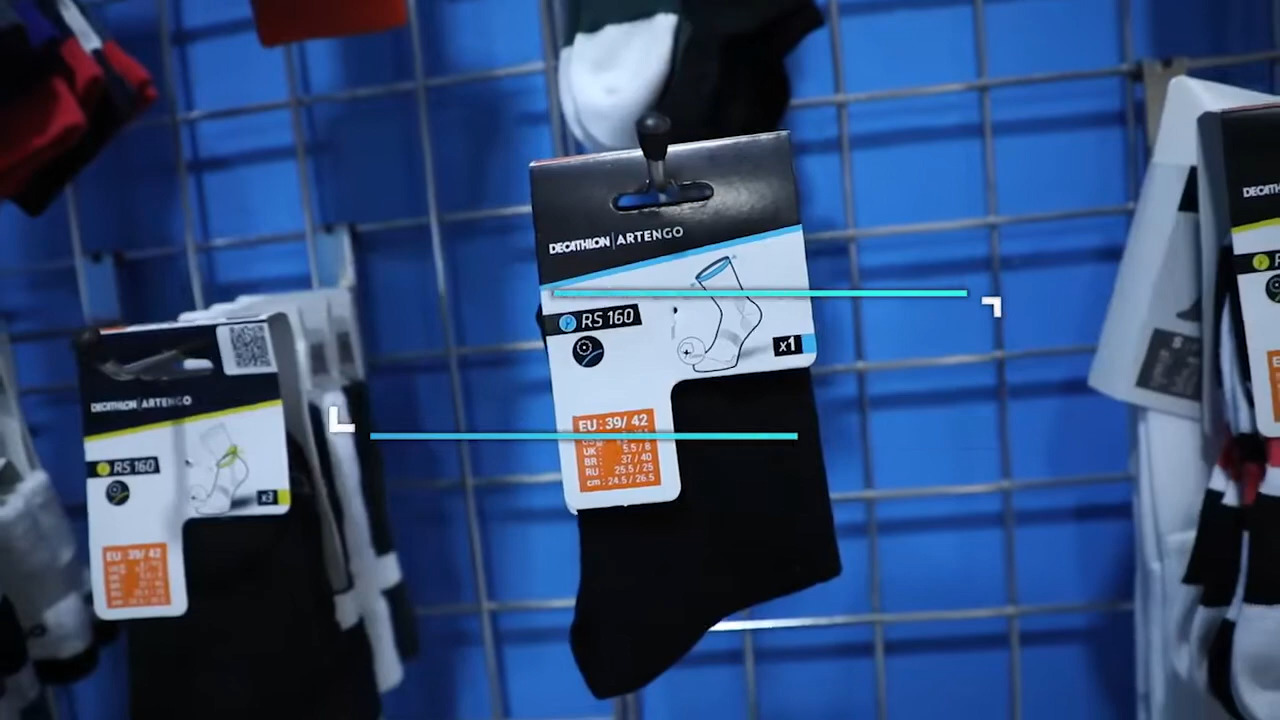 DECATHLON | ARTENGO
RS 160
x1
EU: 39/ 42
UK: 5.5 / 8
BR: 37 / 40
RU: 25.5 / 25
cm: 24.5 / 26.5
DECATHLON | ARTENGO
RS 160
x3
EU: 39/ 42